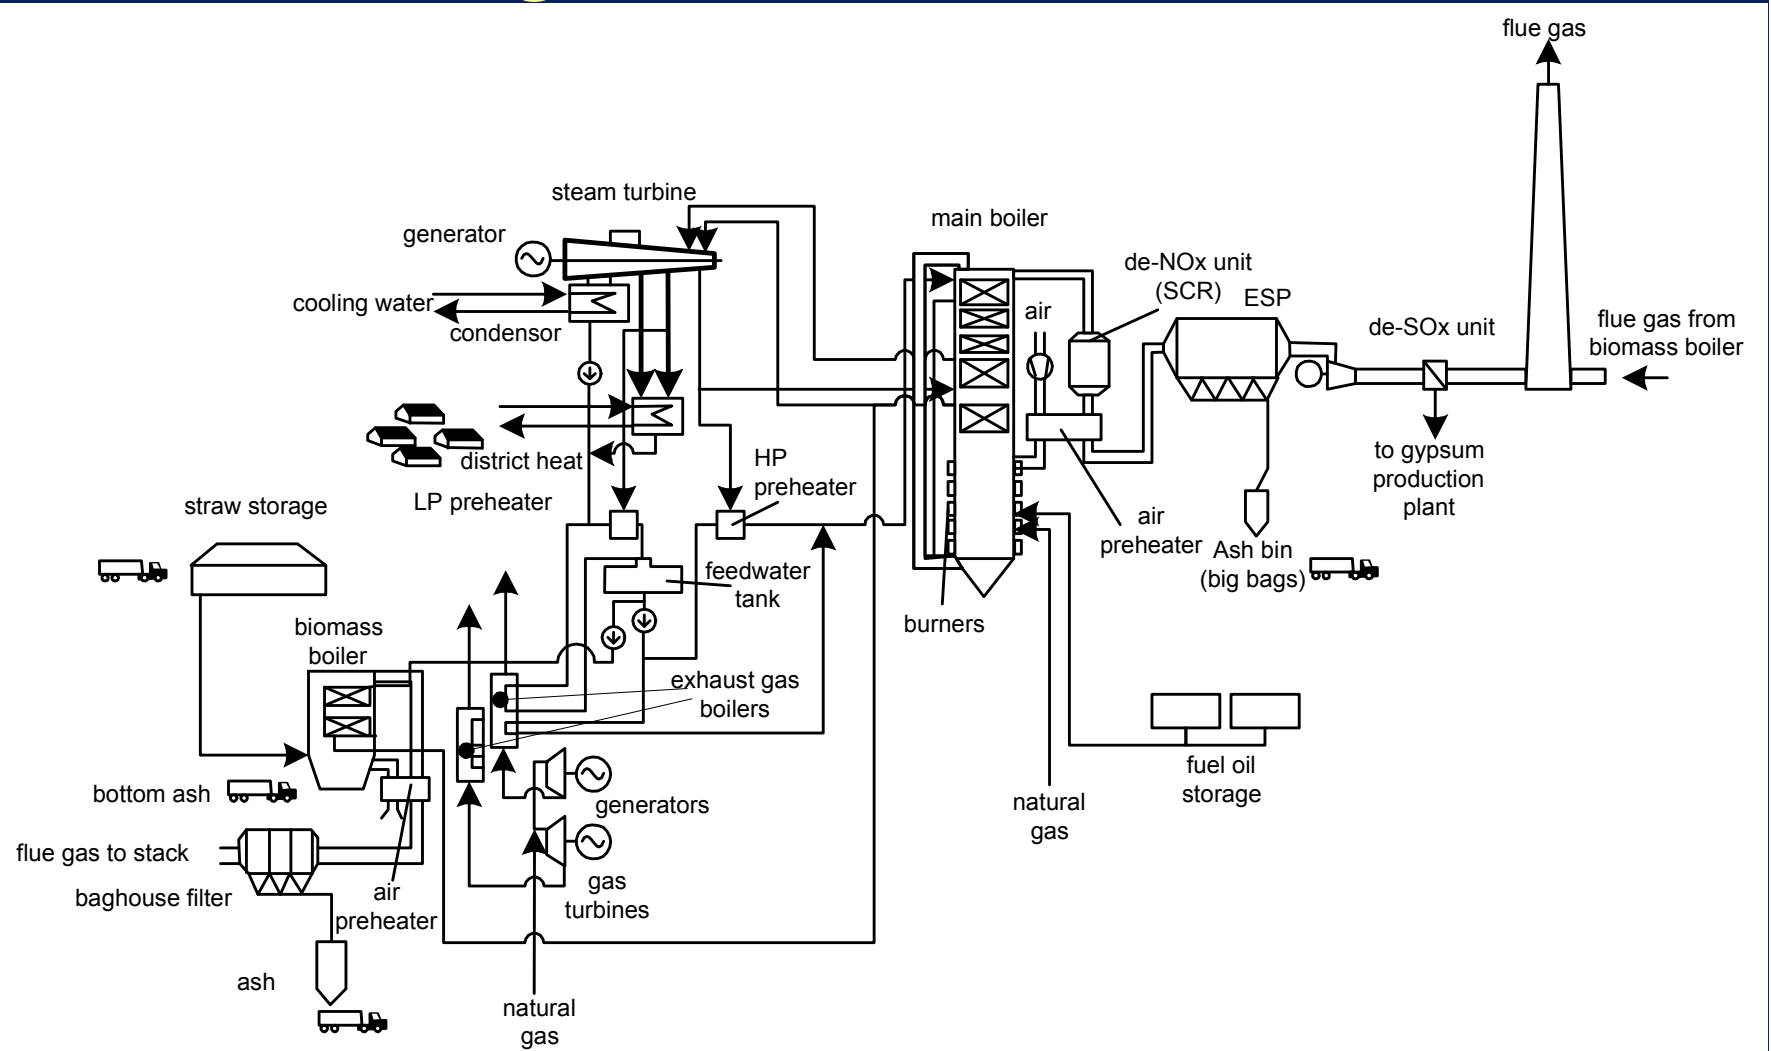 flue gas
steam turbine
generator
main boiler
de-NOx unit
(SCR)
ESP
cooling water
condensor
air
de-SOx unit
flue gas from
biomass boiler
district heat
LP preheater
HP
preheater
to gypsum
production
plant
straw storage
air
preheater
Ash bin
(big bags)
feedwater
tank
burners
biomass
boiler
exhaust gas
boilers
bottom ash
generators
fuel oil
storage
natural
gas
flue gas to stack
baghouse filter
air
preheater
gas
turbines
ash
natural
gas